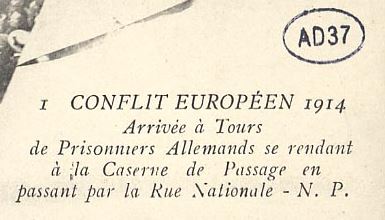 AD37
1 CONFLIT EUROPÉEN 1914
Arrivée à Tours
de Prisonniers Allemands se rendant
à la Caserne de Passage en
passant par la Rue Nationale - N. P.